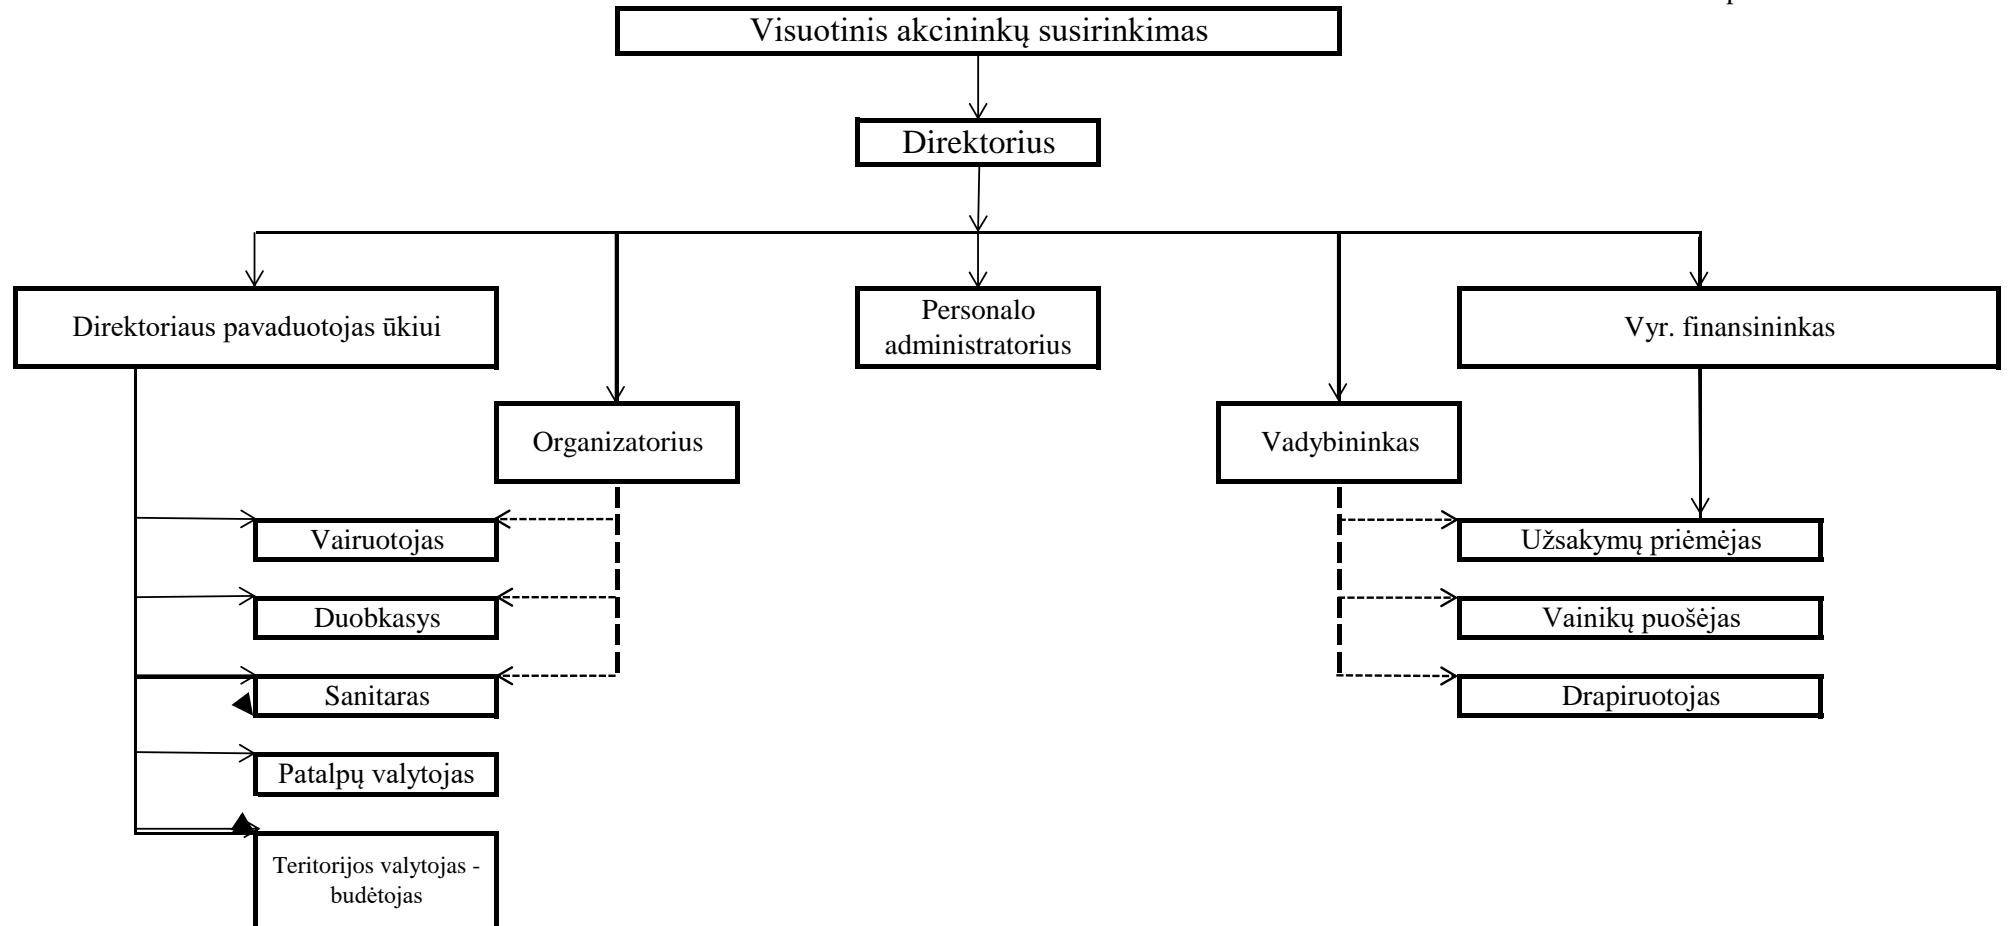 Visuotinis akcininkų susirinkimas
Direktorius
Direktoriaus pavaduotojas ūkiui
Personalo
administratorius
Vyr. finansininkas
Organizatorius
Vadybininkas
Vairuotojas
Užsakymų priėmėjas
Duobkasys
Vainikų puošėjas
Sanitaras
Drapiruotojas
Patalpų valytojas
Teritorijos valytojas -
budėtojas